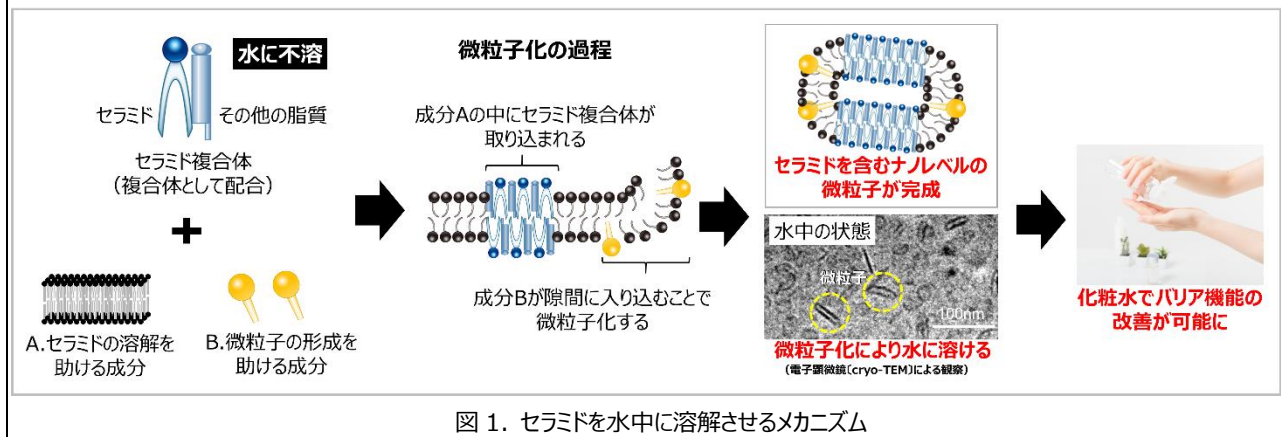 水に不溶
セラミド
その他の脂質
セラミド複合体
(複合体として配合)
+
A.セラミドの溶解を
助ける成分
B.微粒子の形成を
助ける成分
微粒子化の過程
成分Aの中にセラミド複合体が
取り込まれる
成分Bが隙間に入り込むことで
微粒子化する
セラミドを含むナノレベルの
微粒子が完成
水中の状態
微粒子
100nm
微粒子化により水に溶ける
(電子顕微鏡〔cryo-TEM〕による観察)
化粧水でバリア機能の
改善が可能に
図 1. セラミドを水中に溶解させるメカニズム